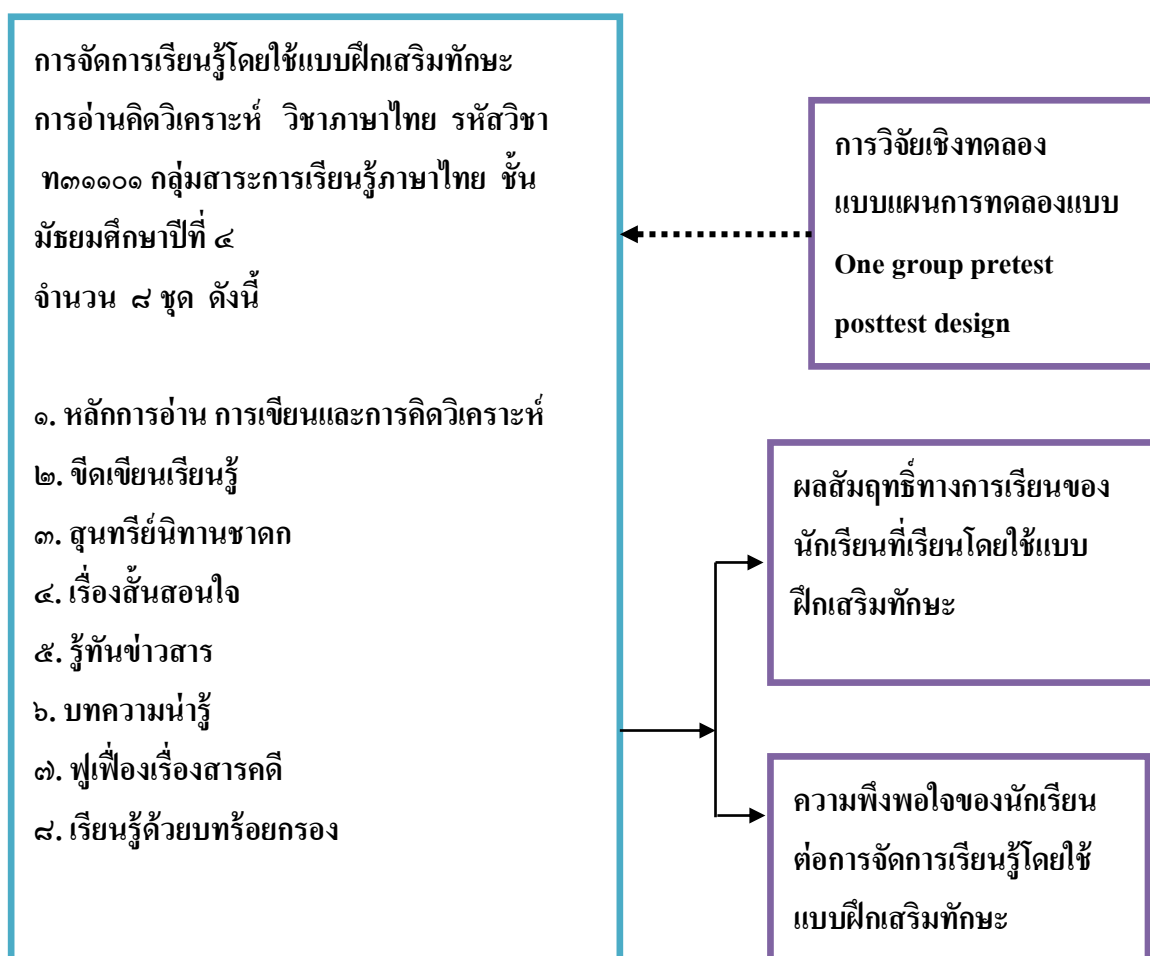 การจัดการเรียนรู้โดยใช้แบบฝึกเสริมทักษะ
การอ่านคิดวิเคราะห์ วิชาภาษาไทย รหัสวิชา
ท๓๑๑๐๑ กลุ่มสาระการเรียนรู้ภาษาไทย ชั้น
มัธยมศึกษาปีที่ ๔
จำนวน ๘ ชุด ดังนี้
๑. หลักการอ่าน การเขียนและการคิดวิเคราะห์
๒. ขีดเขียนเรียนรู้
๓. สุนทรีย์นิทานชาดก
๔. เรื่องสั้นสอนใจ
๕. รู้ทันข่าวสาร
๖. บทความน่ารู้
๗. ฟูเฟื่องเรื่องสารคดี
๘. เรียนรู้ด้วยบทร้อยกรอง
การวิจัยเชิงทดลอง
แบบแผนการทดลองแบบ
One group pretest
posttest design
ผลสัมฤทธิ์ทางการเรียนของ
นักเรียนที่เรียนโดยใช้แบบ
ฝึกเสริมทักษะ
ความพึงพอใจของนักเรียน
ต่อการจัดการเรียนรู้โดยใช้
แบบฝึกเสริมทักษะ